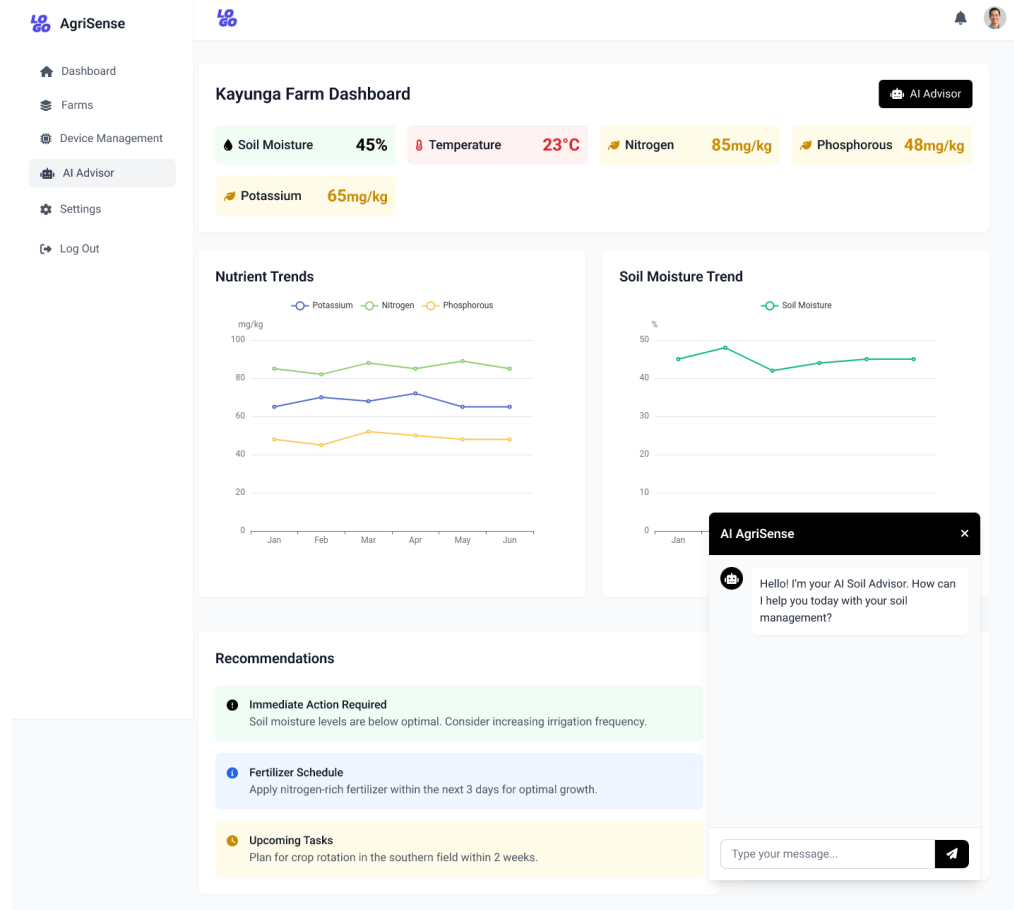 LO
GO
AgriSense
LO
GO
Dashboard
Farms
Device Management
AI Advisor
Settings
Log Out
Kayunga Farm Dashboard
AI Advisor
Soil Moisture 45%
Temperature 23°C
Nitrogen 85mg/kg
Phosphorous 48mg/kg
Potassium 65mg/kg
Nutrient Trends
Potassium Nitrogen Phosphorous
mg/kg
100
80
60
40
20
0
Jan Feb Mar Apr May Jun
Soil Moisture Trend
Soil Moisture
%
50
40
30
20
10
0
Jan
Recommendations
Immediate Action Required
Soil moisture levels are below optimal. Consider increasing irrigation frequency.
Fertilizer Schedule
Apply nitrogen-rich fertilizer within the next 3 days for optimal growth.
Upcoming Tasks
Plan for crop rotation in the southern field within 2 weeks.
AI AgriSense
Hello! I'm your AI Soil Advisor. How can
I help you today with your soil
management?
Type your message...